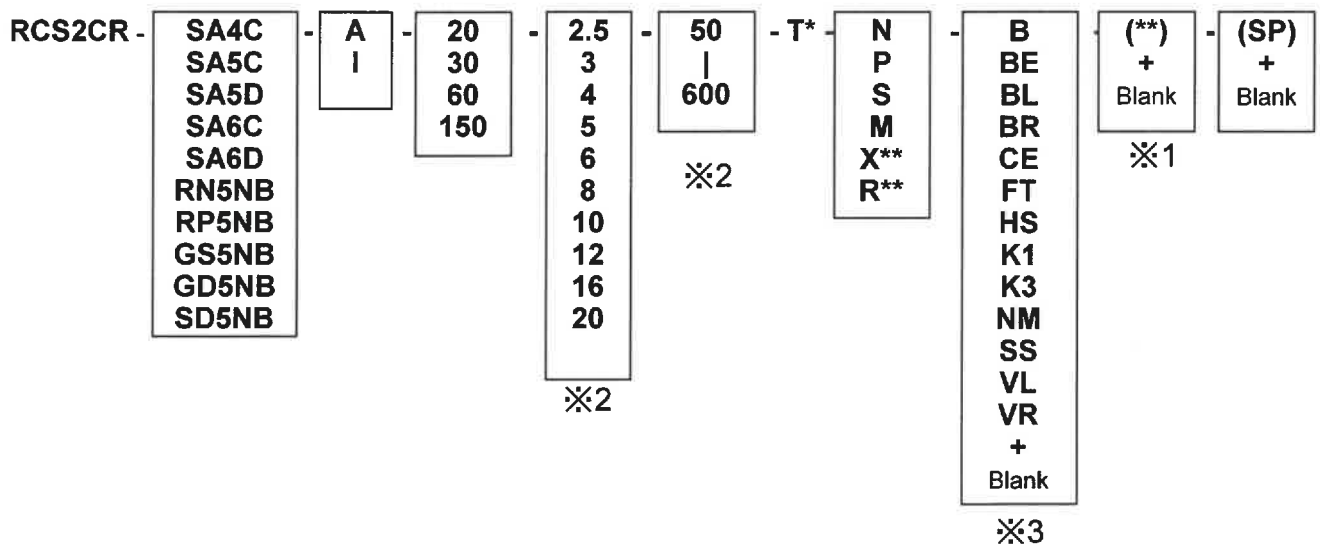 RCS2CR - SA4C - A - 20 - 2.5 - 50 - T* - N - B - (**) - (SP)
SA5C I 30 3 | P BE + +
SA5D 60 4 600 S BL Blank Blank
SA6C 150 5 M BR
SA6D 6 ※2 X** CE ※1
RN5NB 8 R** FT
RP5NB 10 HS
GS5NB 12 K1
GD5NB 16 K3
SD5NB 20 NM
SS
※2 VL
VR
+
Blank
※3